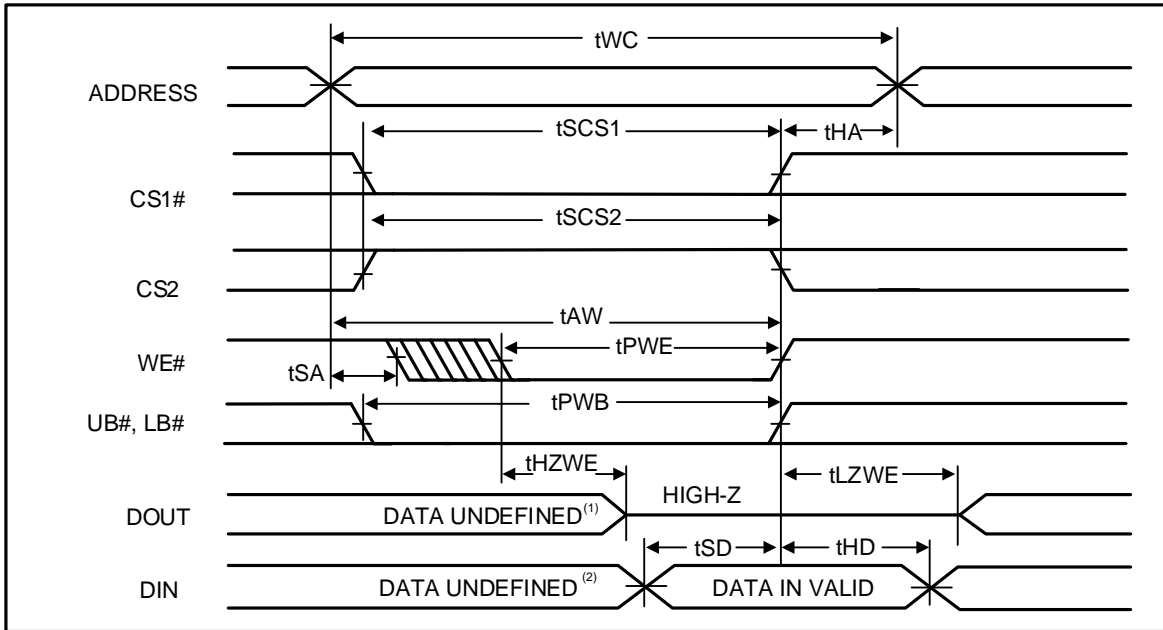 tWC
ADDRESS
tSCS1
tHA
CS1#
tSCS2
CS2
tAW
WE#
tPWE
tSA
tPWB
UB#, LB#
tHZWE
tLZWE
HIGH-Z
DOUT
DATA UNDEFINED(1)
tSD
tHD
DIN
DATA UNDEFINED (2)
DATA IN VALID